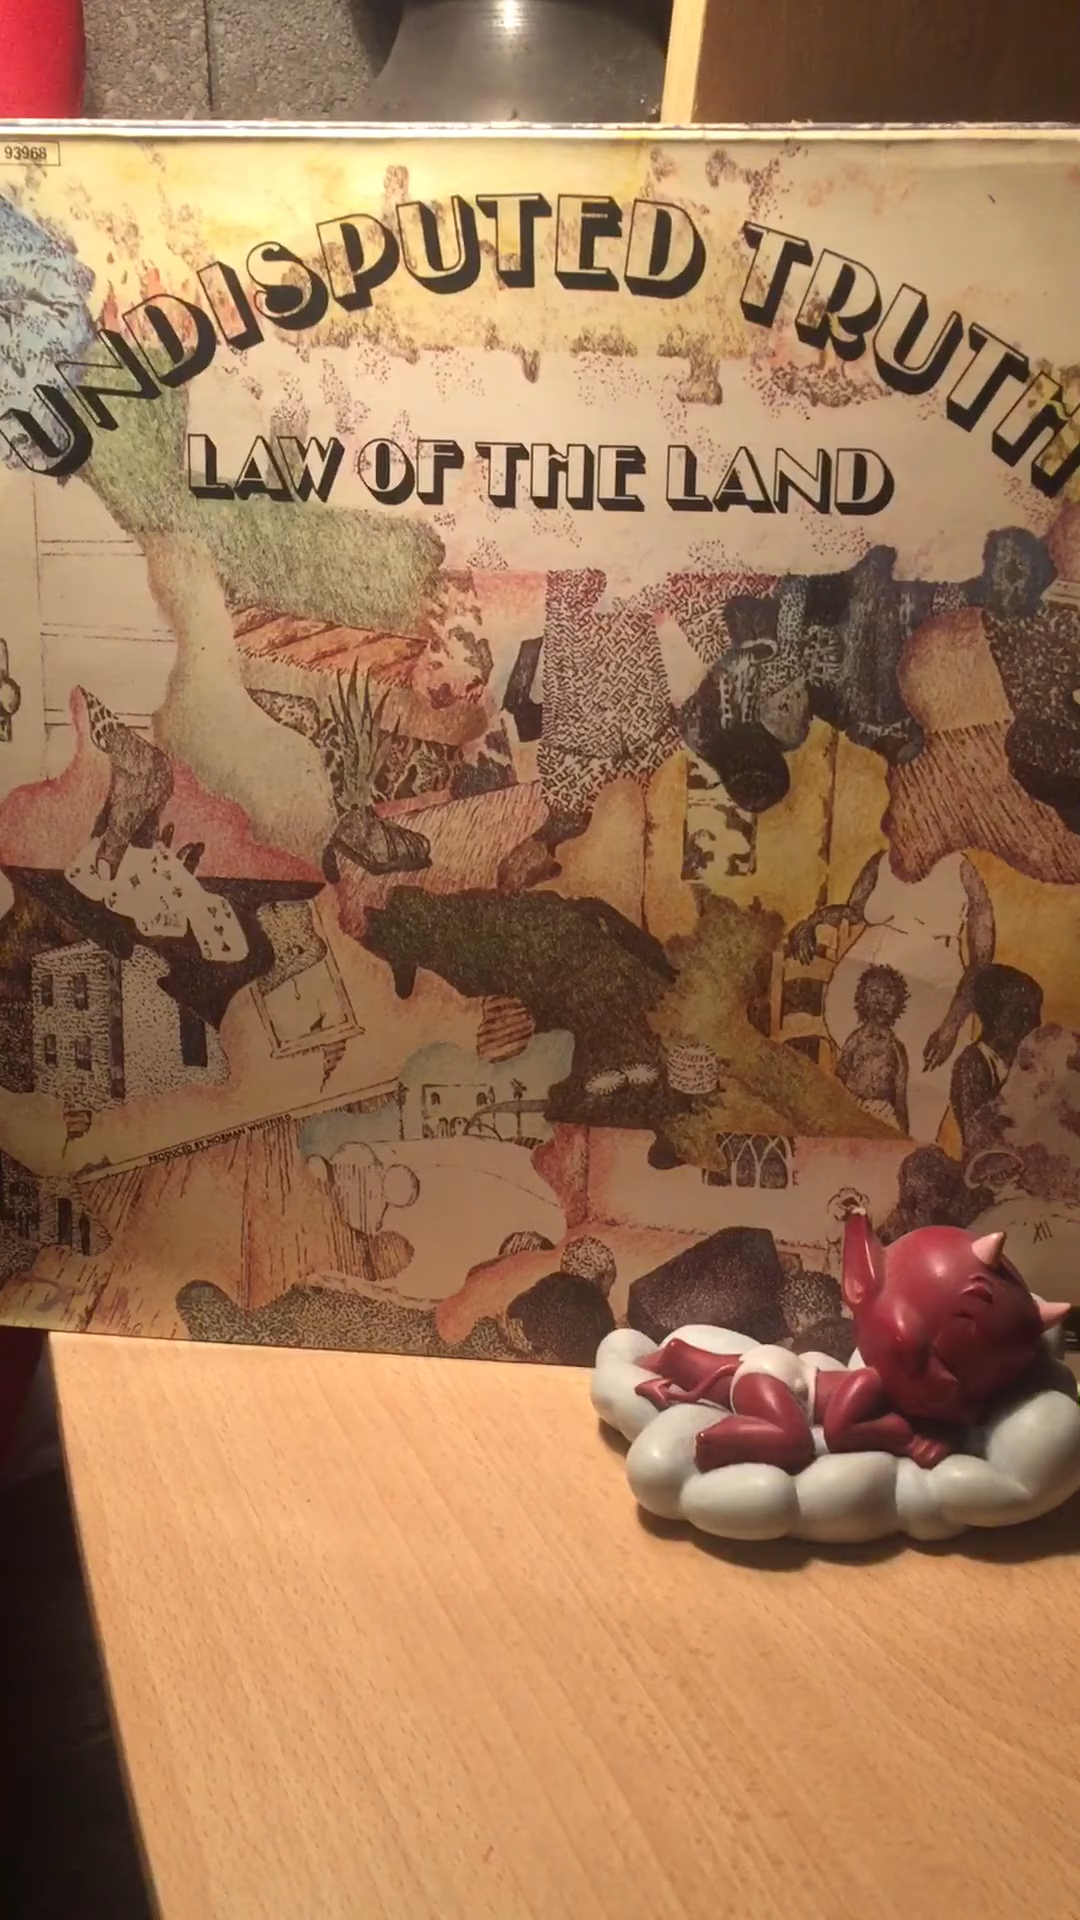 93968
UNDISPUTED TRUTH
LAW OF THE LAND
PRODUCED BY NORMAN WHITFIELD
XII